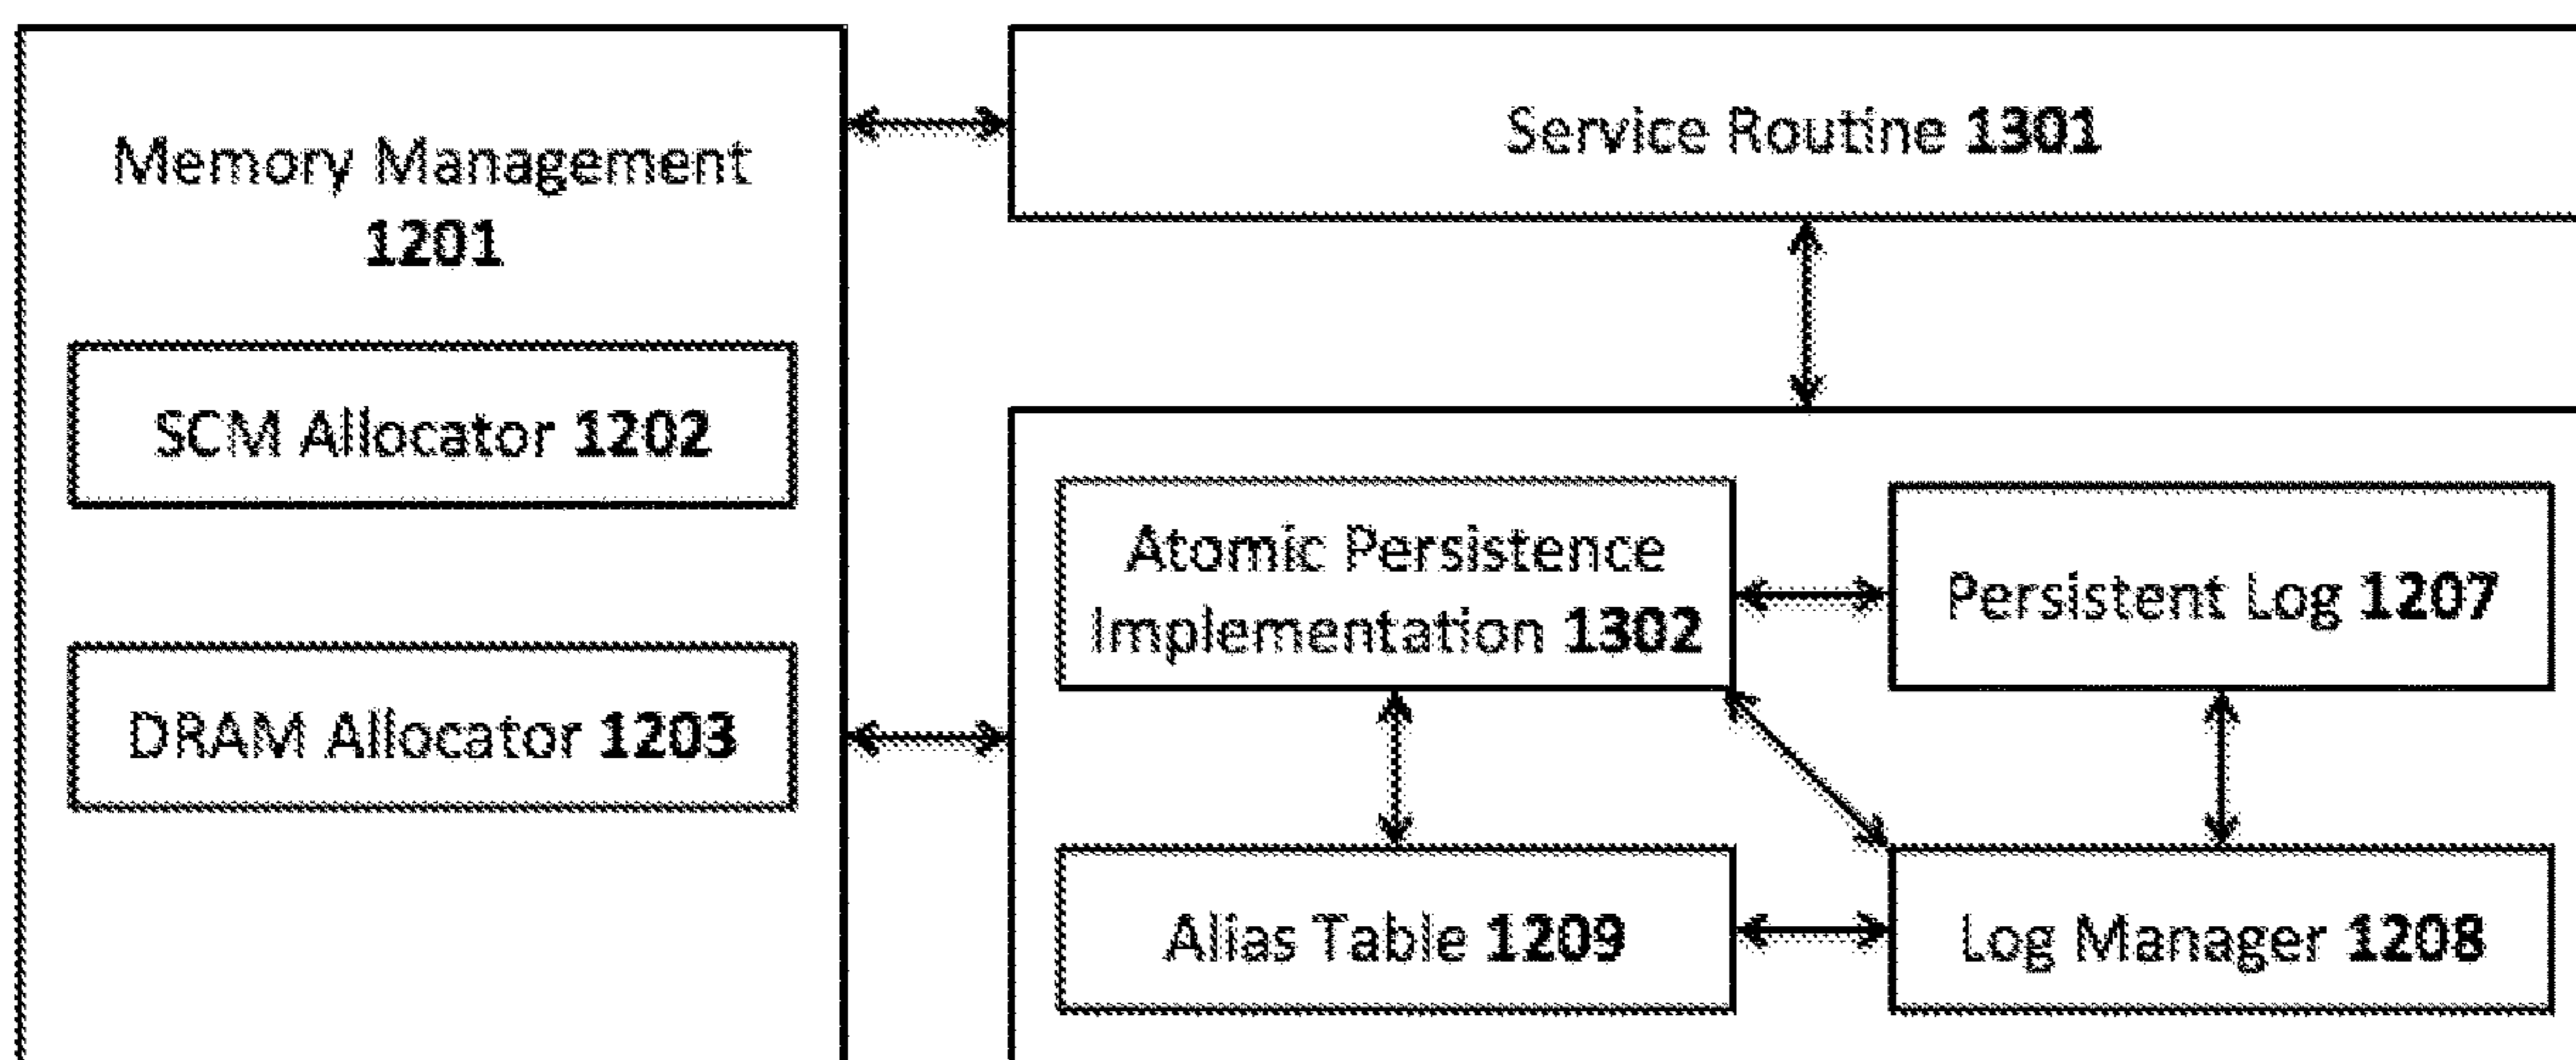 Memory Management
1201
SCM Allocator 1202
DRAM Allocator 1203
Service Routine 1301
Atomic Persistence
Implementation 1302
Persistent Log 1207
Alias Table 1209
Log Manager 1208